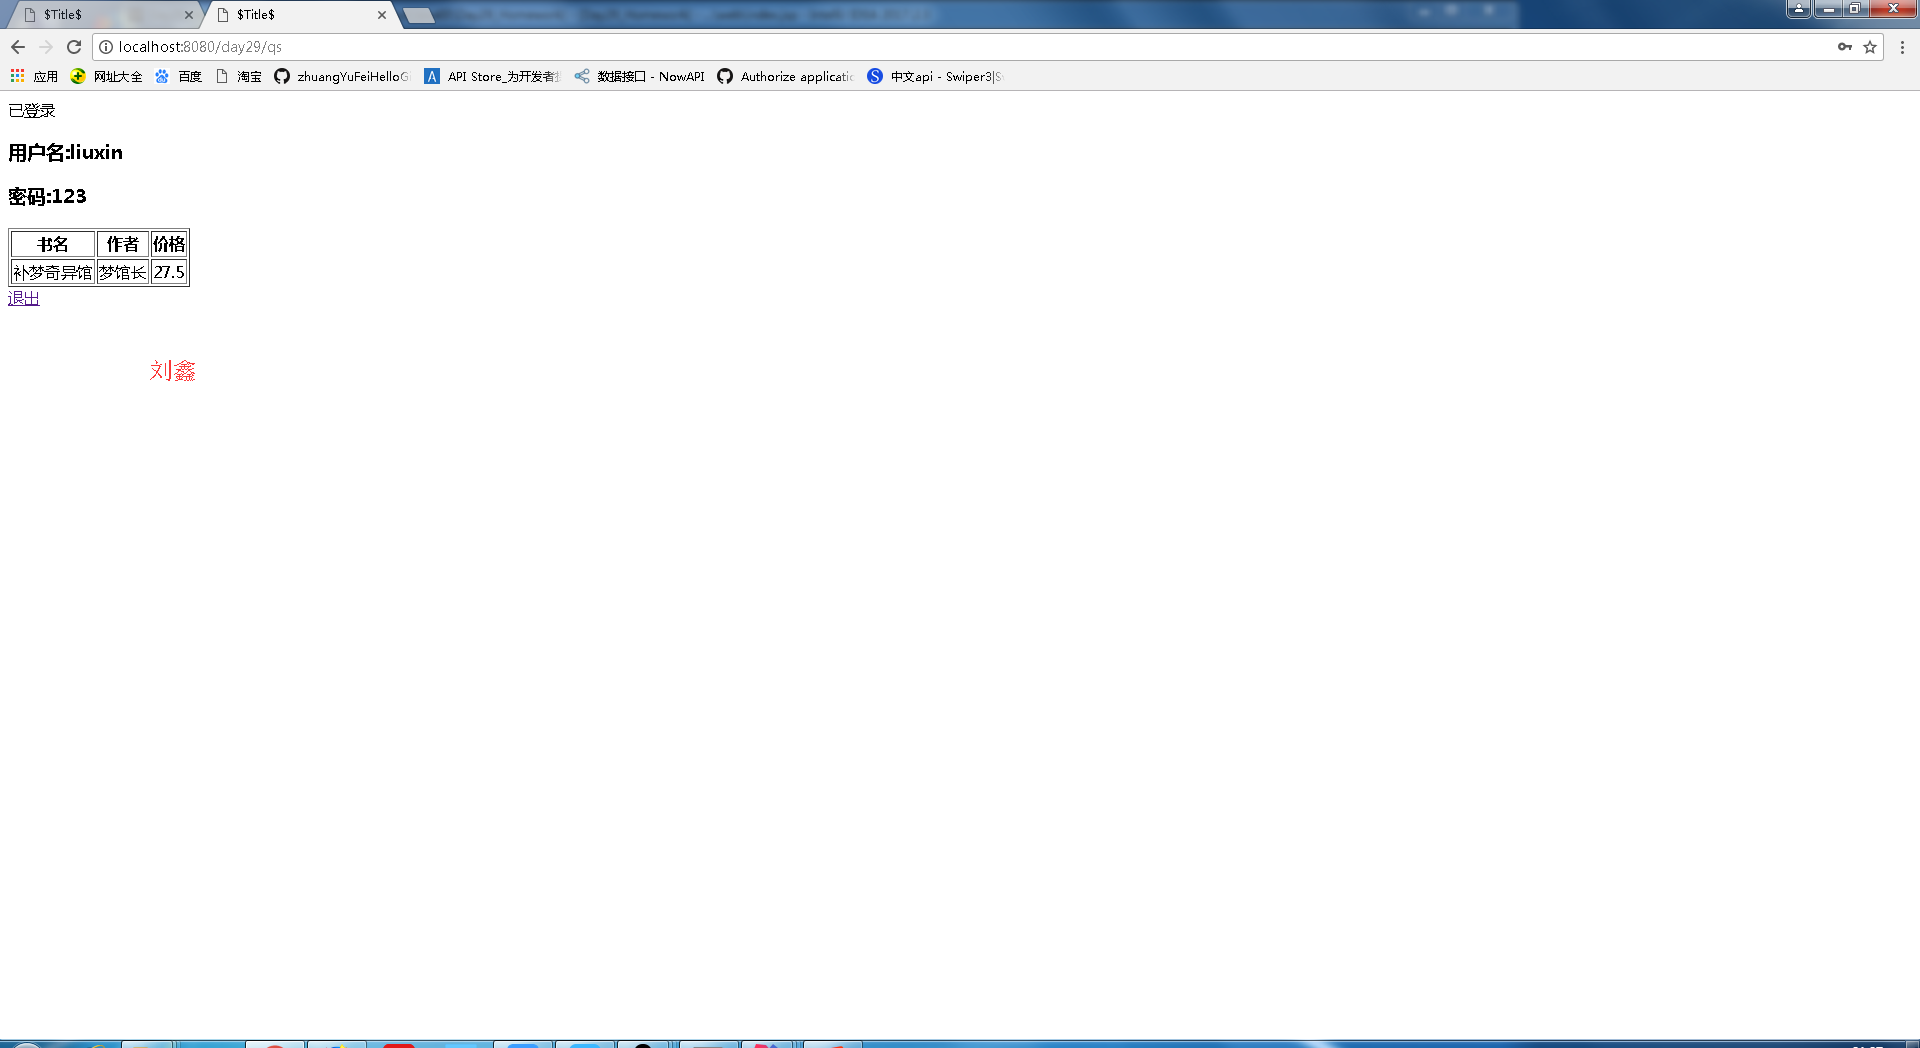 $Title$ $Title$
localhost:8080/day29/qs
应用 网址大全 百度 淘宝 zhuangYuFeiHelloG API Store_为开发者 数据接口 - NowAPI Authorize applicatic 中文api - Swiper3|S
已登录
用户名:liuxin
密码:123
书名 作者 价格
补梦奇异馆 梦馆长 27.5
退出
刘鑫